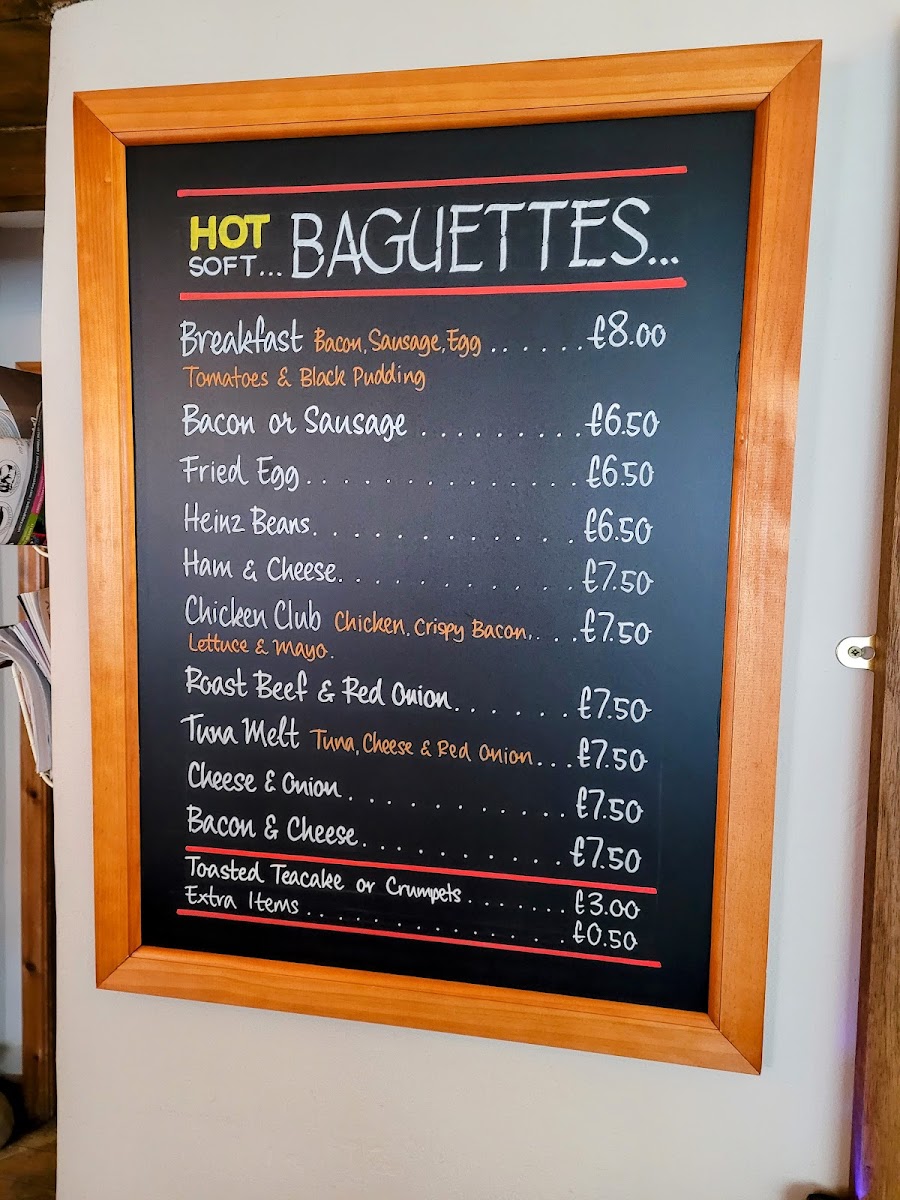 HOT
SOFT... BAGUETTES...
Breakfast Bacon, Sausage, Egg ...... £8.00
Tomatoes & Black Pudding
Bacon or Sausage ......... £6.50
Fried Egg .............. £6.50
Heinz Beans. ............. £6.50
Ham & Cheese. .......... £7.50
Chicken Club Chicken, Crispy Bacon, ... £7.50
Lettuce & Mayo.
Roast Beef & Red Onion. ...... £7.50
Tuna Melt Tuna, Cheese & Red Onion ... £7.50
Cheese & Onion ........... £7.50
Bacon & Cheese. .......... £7.50
Toasted Teacake or Crumpets ....... £3.00
Extra Items ............ £0.50